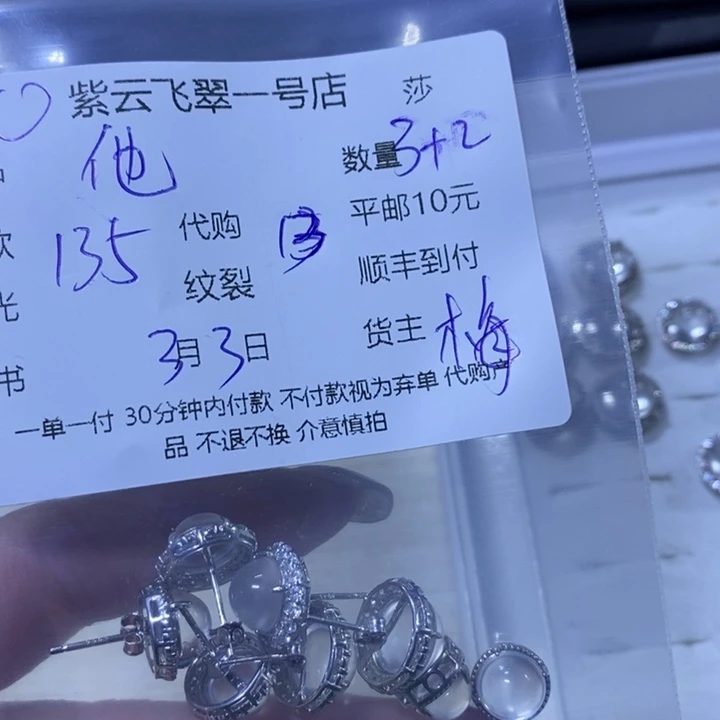 紫云飞翠一号店 莎
他 数量 3+2
135 代购 13 平邮10元
纹裂 顺丰到付
3月3日 货主 梅
一单一付 30分钟内付款 不付款视为弃单 代购产
品 不退不换 介意慎拍